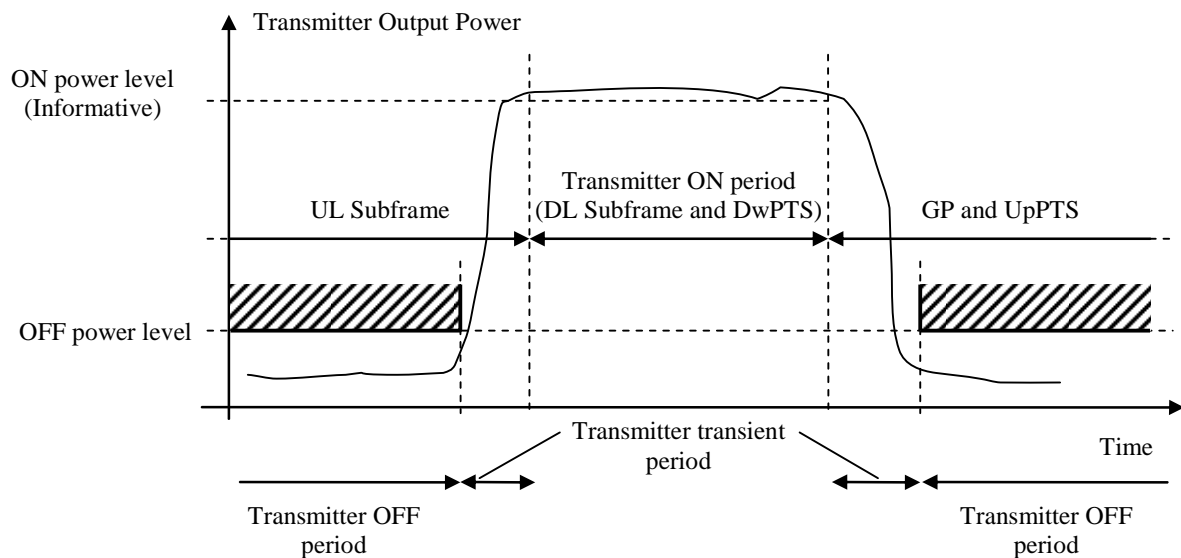 Transmitter Output Power
ON power level
(Informative)
UL Subframe
Transmitter ON period
(DL Subframe and DwPTS)
GP and UpPTS
OFF power level
Transmitter transient
period
Time
Transmitter OFF
period
Transmitter OFF
period